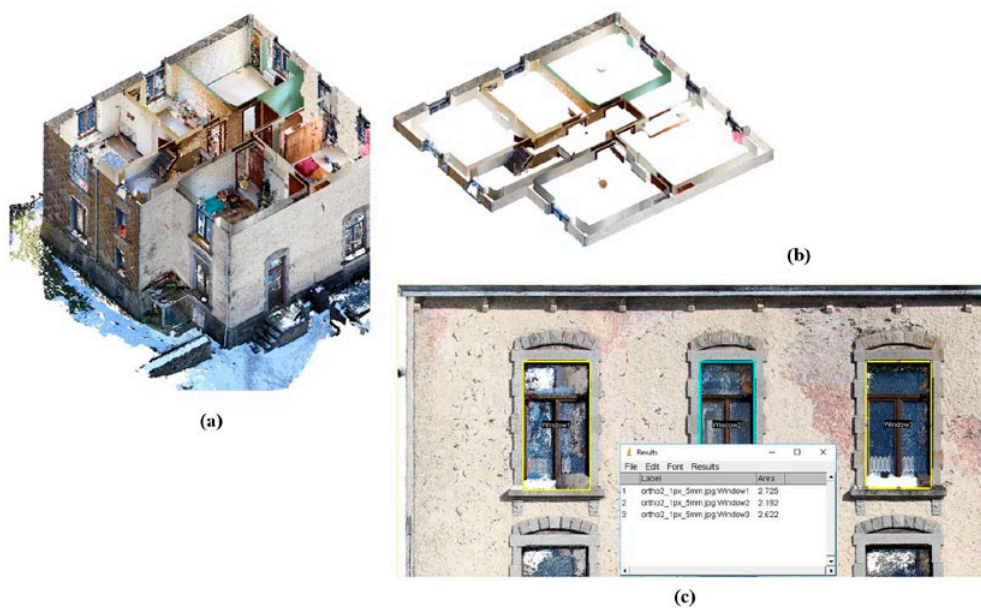 (a)
(b)
Window1
Window2
Window3
Results
File Edit Font Results
Label Area
1 ortho2_1px_5mm.jpg:Window1 2.725
2 ortho2_1px_5mm.jpg:Window2 2.192
3 ortho2_1px_5mm.jpg:Window3 2.622
(c)